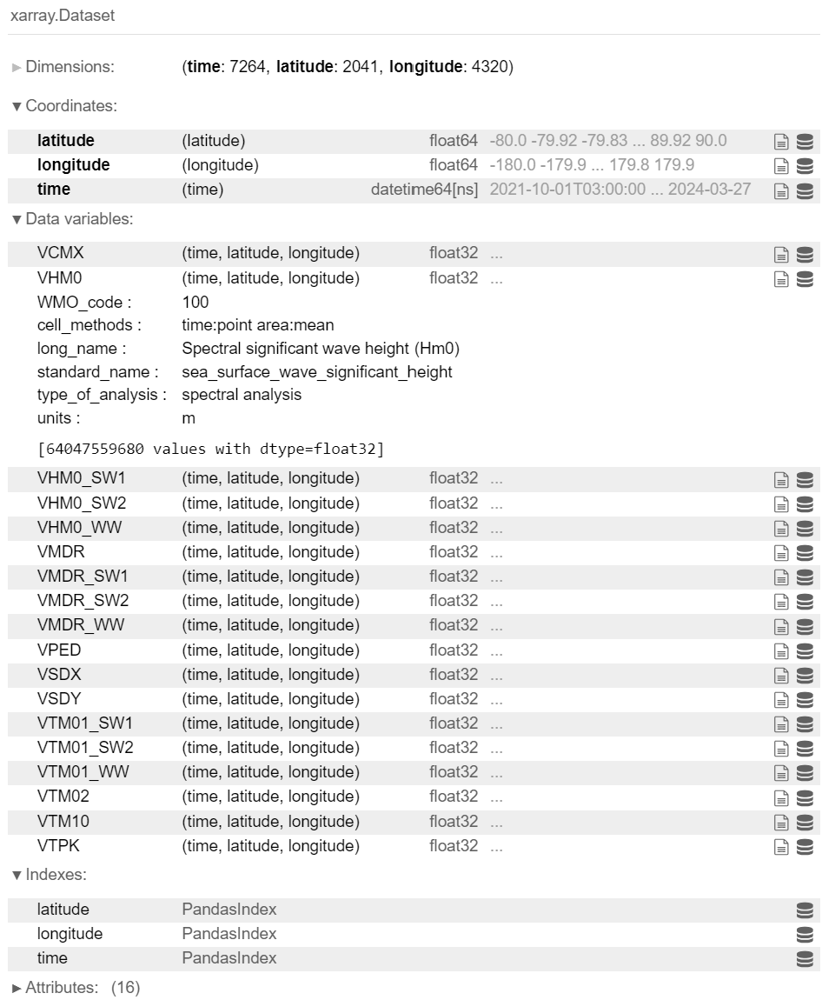 xarray.Dataset
► Dimensions: (time: 7264, latitude: 2041, longitude: 4320)
▼ Coordinates:
latitude (latitude) float64 -80.0 -79.92 -79.83 ... 89.92 90.0
longitude (longitude) float64 -180.0 -179.9 ... 179.8 179.9
time (time) datetime64[ns] 2021-10-01T03:00:00 ... 2024-03-27
▼ Data variables:
VCMX (time, latitude, longitude) float32 ...
VHM0 (time, latitude, longitude) float32 ...
WMO_code : 100
cell_methods : time:point area:mean
long_name : Spectral significant wave height (Hm0)
standard_name : sea_surface_wave_significant_height
type_of_analysis : spectral analysis
units : m
[64047559680 values with dtype=float32]
VHM0_SW1 (time, latitude, longitude) float32 ...
VHM0_SW2 (time, latitude, longitude) float32 ...
VHM0_WW (time, latitude, longitude) float32 ...
VMDR (time, latitude, longitude) float32 ...
VMDR_SW1 (time, latitude, longitude) float32 ...
VMDR_SW2 (time, latitude, longitude) float32 ...
VMDR_WW (time, latitude, longitude) float32 ...
VPED (time, latitude, longitude) float32 ...
VSDX (time, latitude, longitude) float32 ...
VSDY (time, latitude, longitude) float32 ...
VTM01_SW1 (time, latitude, longitude) float32 ...
VTM01_SW2 (time, latitude, longitude) float32 ...
VTM01_WW (time, latitude, longitude) float32 ...
VTM02 (time, latitude, longitude) float32 ...
VTM10 (time, latitude, longitude) float32 ...
VTPK (time, latitude, longitude) float32 ...
▼ Indexes:
latitude PandasIndex
longitude PandasIndex
time PandasIndex
► Attributes: (16)